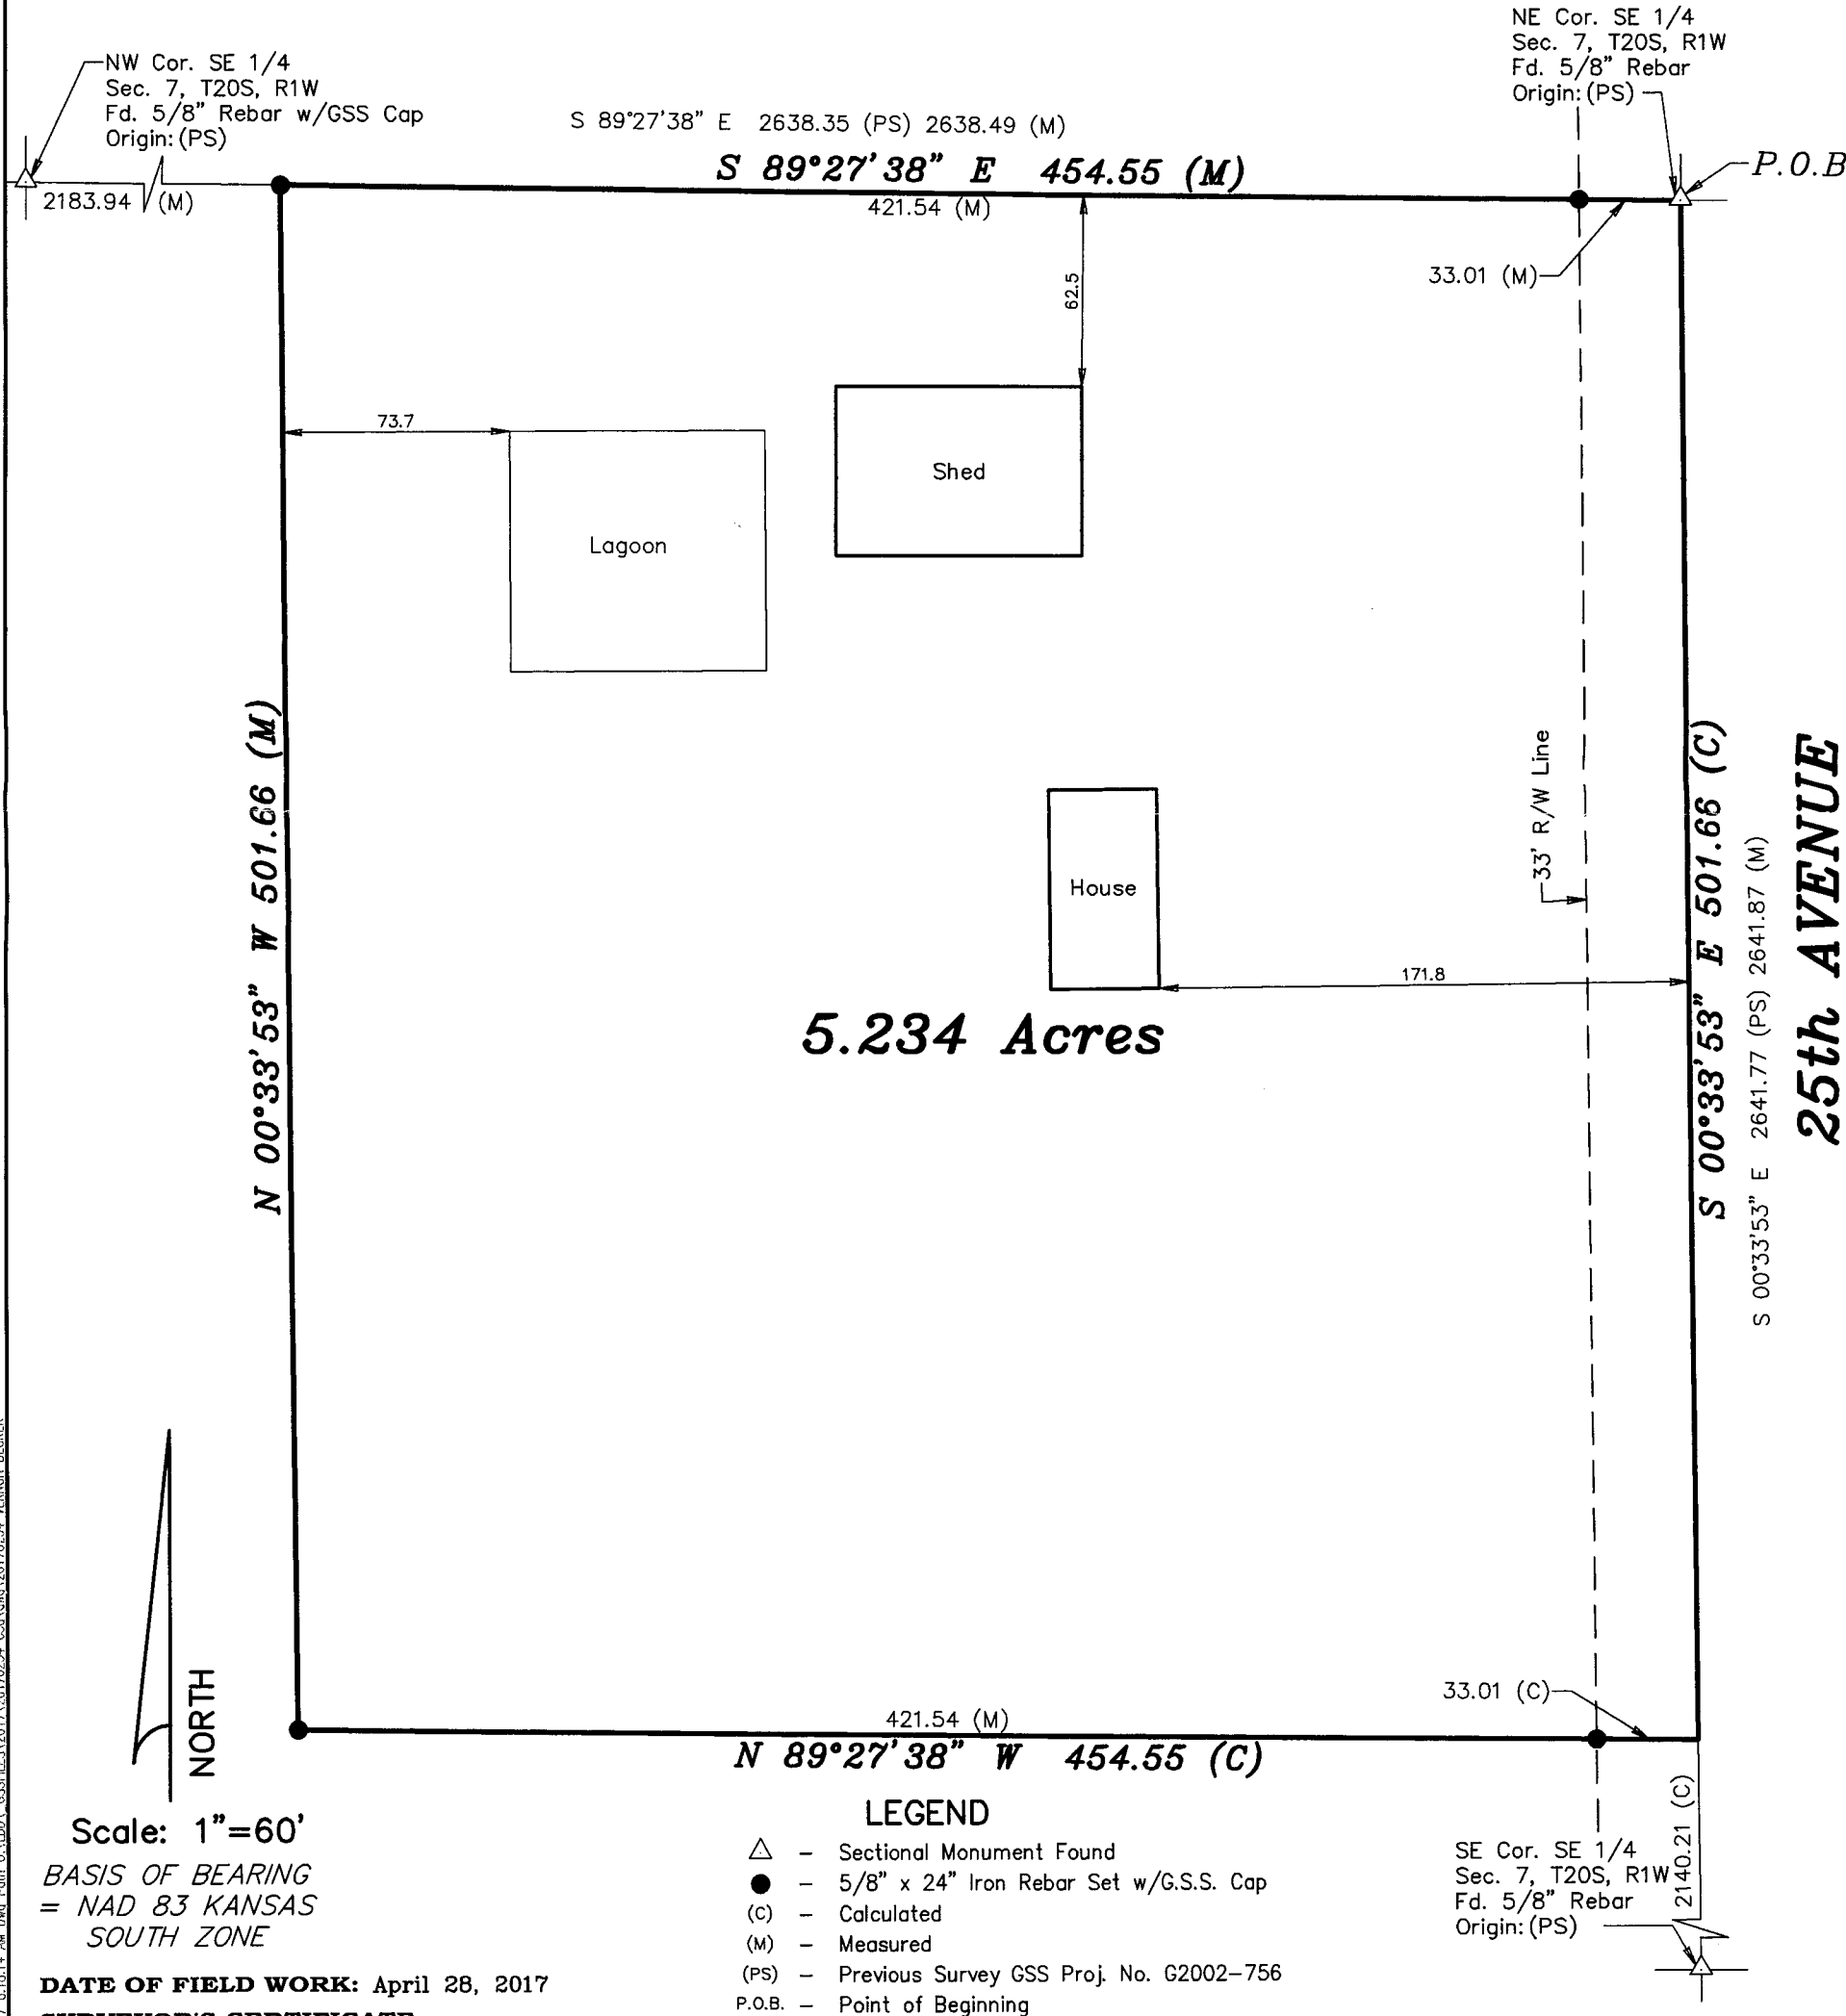 NE Cor. SE 1/4
Sec. 7, T20S, R1W
Fd. 5/8" Rebar
Origin: (PS)
NW Cor. SE 1/4
Sec. 7, T20S, R1W
Fd. 5/8" Rebar w/GSS Cap
Origin: (PS)
S 89°27'38" E 2638.35 (PS) 2638.49 (M)
S 89°27'38" E 454.55 (M)
P.O.B
2183.94 (M)
421.54 (M)
33.01 (M)
62.5
73.7
Shed
Lagoon
N 00°33'53" W 501.66 (M)
33' R/W Line
S 00°33'53" E 501.66 (C)
S 00°33'53" E 2641.77 (PS) 2641.87 (M)
25th AVENUE
House
171.8
5.234 Acres
NORTH
33.01 (C)
421.54 (M)
N 89°27'38" W 454.55 (C)
2140.21 (C)
Scale: 1"=60'
BASIS OF BEARING
= NAD 83 KANSAS
SOUTH ZONE
LEGEND
△ – Sectional Monument Found
● – 5/8" x 24" Iron Rebar Set w/G.S.S. Cap
(C) – Calculated
(M) – Measured
(PS) – Previous Survey GSS Proj. No. G2002-756
P.O.B. – Point of Beginning
SE Cor. SE 1/4
Sec. 7, T20S, R1W
Fd. 5/8" Rebar
Origin: (PS)
DATE OF FIELD WORK: April 28, 2017
SURVEYOR'S CERTIFICATE